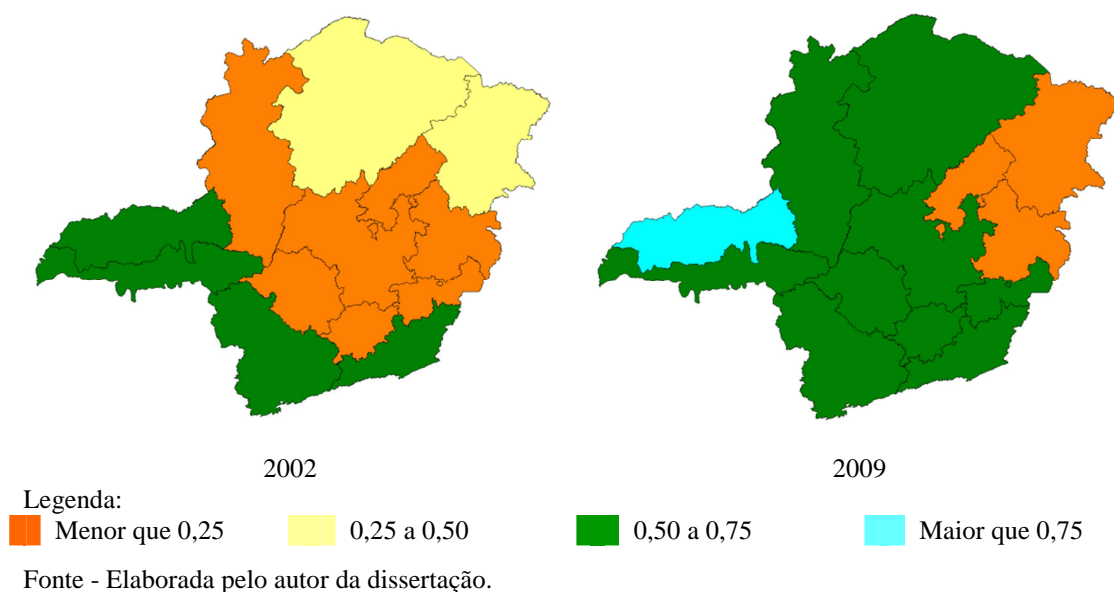 2002 2009
Legenda:
Menor que 0,25 0,25 a 0,50 0,50 a 0,75 Maior que 0,75
Fonte - Elaborada pelo autor da dissertação.